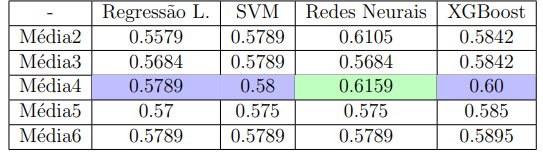 - Regressão L. SVM Redes Neurais XGBoost
Média2 0.5579 0.5789 0.6105 0.5842
Média3 0.5684 0.5789 0.5684 0.5842
Média4 0.5789 0.58 0.6159 0.60
Média5 0.57 0.575 0.575 0.585
Média6 0.5789 0.5789 0.5789 0.5895